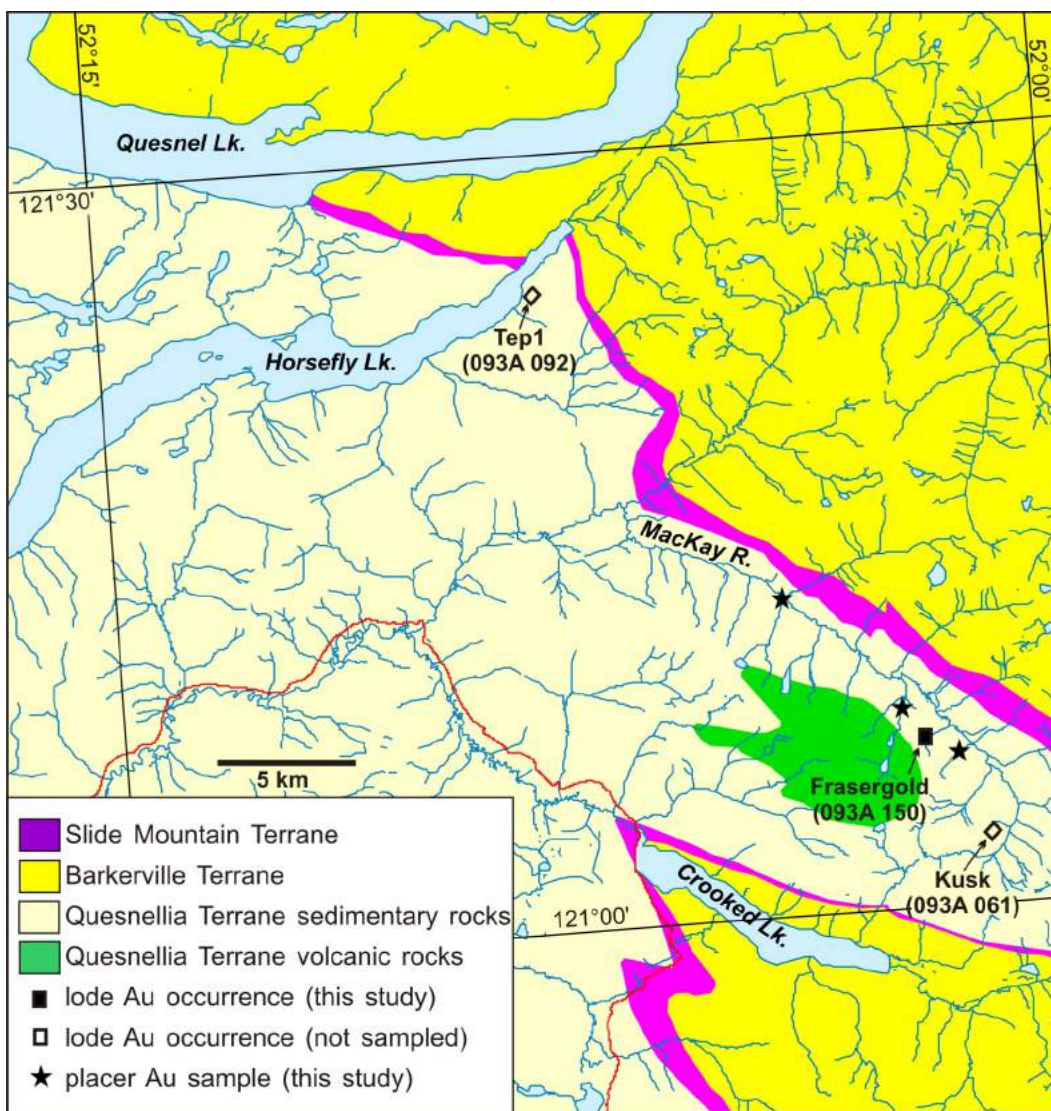 52°15'
52°00'
Quesnel Lk.
121°30'
Tep1
(093A 092)
Horsefly Lk.
MacKay R.
5 km
Frasergold
(093A 150)
Kusk
(093A 061)
Crooked Lk.
121°00'
Slide Mountain Terrane
Barkerville Terrane
Quesnellia Terrane sedimentary rocks
Quesnellia Terrane volcanic rocks
lode Au occurrence (this study)
lode Au occurrence (not sampled)
placer Au sample (this study)